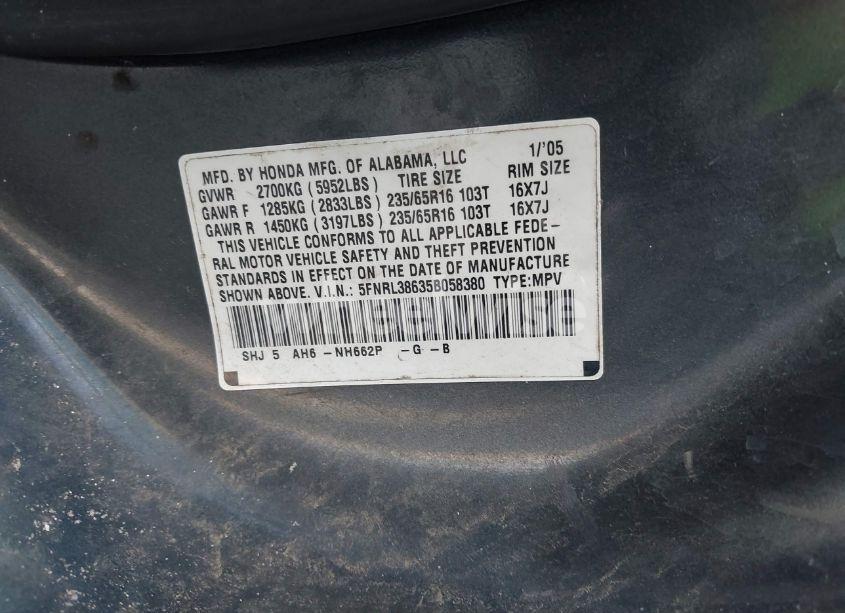 MFD. BY HONDA MFG. OF ALABAMA, LLC 1/'05
GVWR 2700KG (5952LBS) TIRE SIZE RIM SIZE
GAWR F 1285KG (2833LBS) 235/65R16 103T 16X7J
GAWR R 1450KG (3197LBS) 235/65R16 103T 16X7J
THIS VEHICLE CONFORMS TO ALL APPLICABLE FEDE-
RAL MOTOR VEHICLE SAFETY AND THEFT PREVENTION
STANDARDS IN EFFECT ON THE DATE OF MANUFACTURE
SHOWN ABOVE. V.I.N.: 5FNRL38635B058380 TYPE:MPV
SHJ 5 AH6 -NH662P -G -B